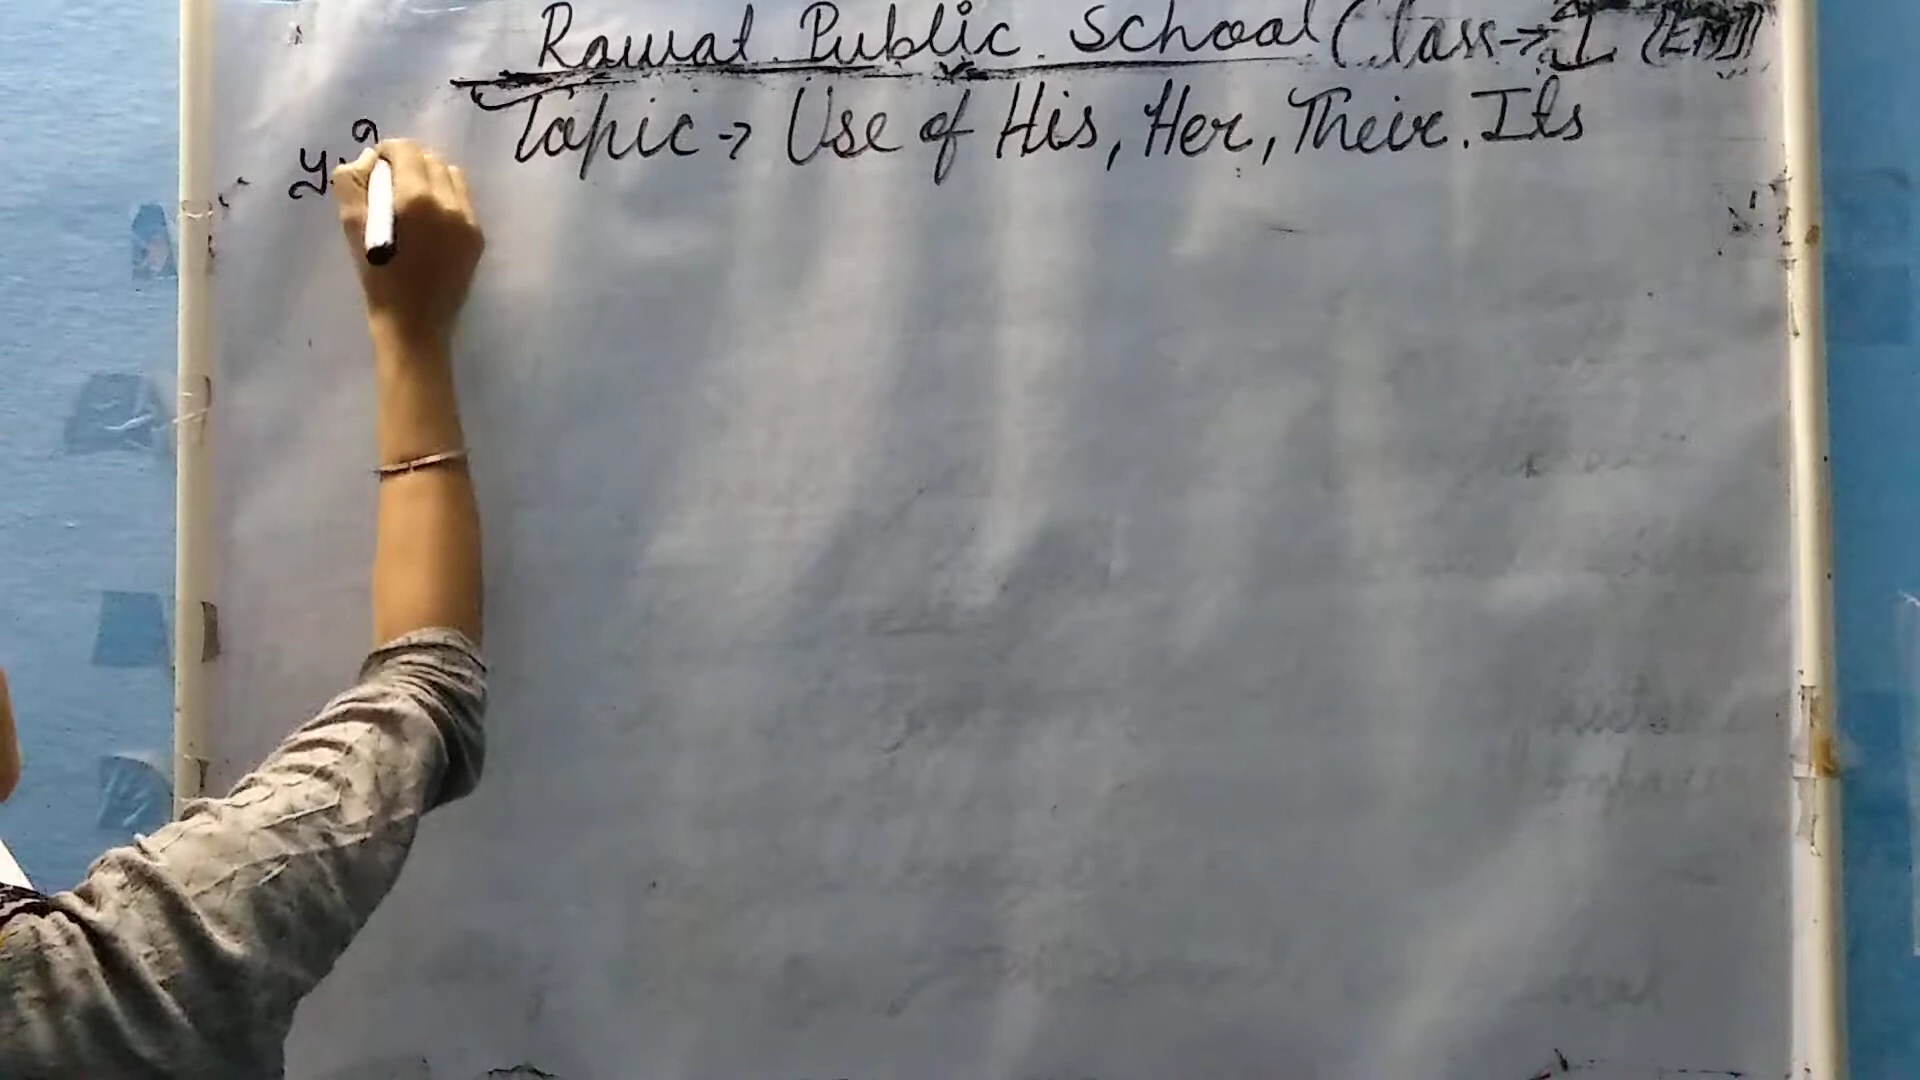 Rawat Public School Class→I (EM)
Topic → Use of His, Her, Their. Its